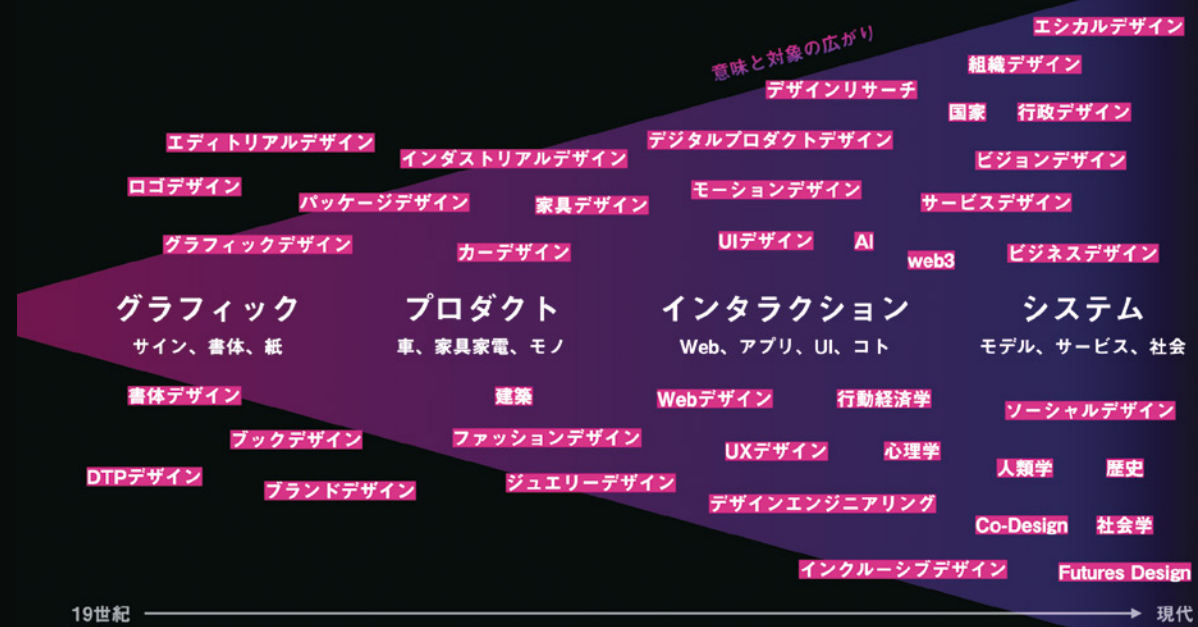 エシカルデザイン
意味と対象の広がり
組織デザイン
デザインリサーチ
国家 行政デザイン
エディトリアルデザイン
デジタルプロダクトデザイン
インダストリアルデザイン
ビジョンデザイン
ロゴデザイン
モーションデザイン
パッケージデザイン
家具デザイン
サービスデザイン
グラフィックデザイン
UIデザイン
AI
カーデザイン
web3
ビジネスデザイン
グラフィック
サイン、書体、紙
プロダクト
車、家具家電、モノ
インタラクション
Web、アプリ、UI、コト
システム
モデル、サービス、社会
書体デザイン
建築
Webデザイン
行動経済学
ソーシャルデザイン
ブックデザイン
ファッションデザイン
UXデザイン
心理学
人類学
歴史
DTPデザイン
ブランドデザイン
ジュエリーデザイン
デザインエンジニアリング
Co-Design
社会学
インクルーシブデザイン
Futures Design
19世紀
現代